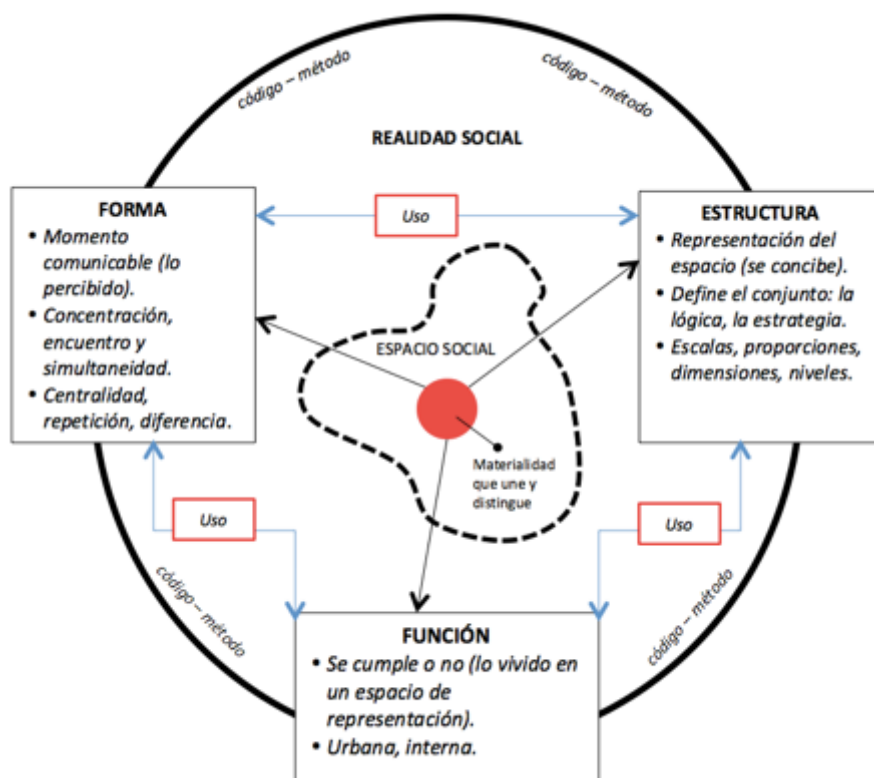 código – método
código – método
REALIDAD SOCIAL
FORMA
• Momento
comunicable (lo
percibido).
• Concentración,
encuentro y
simultaneidad.
• Centralidad,
repetición, diferencia.
Uso
ESTRUCTURA
• Representación del
espacio (se concibe).
• Define el conjunto: la
lógica, la estrategia.
• Escalas, proporciones,
dimensiones, niveles.
ESPACIO SOCIAL
Materialidad
que une y
distingue
Uso
Uso
código – método
código – método
FUNCIÓN
• Se cumple o no (lo vivido en
un espacio de
representación).
• Urbana, interna.